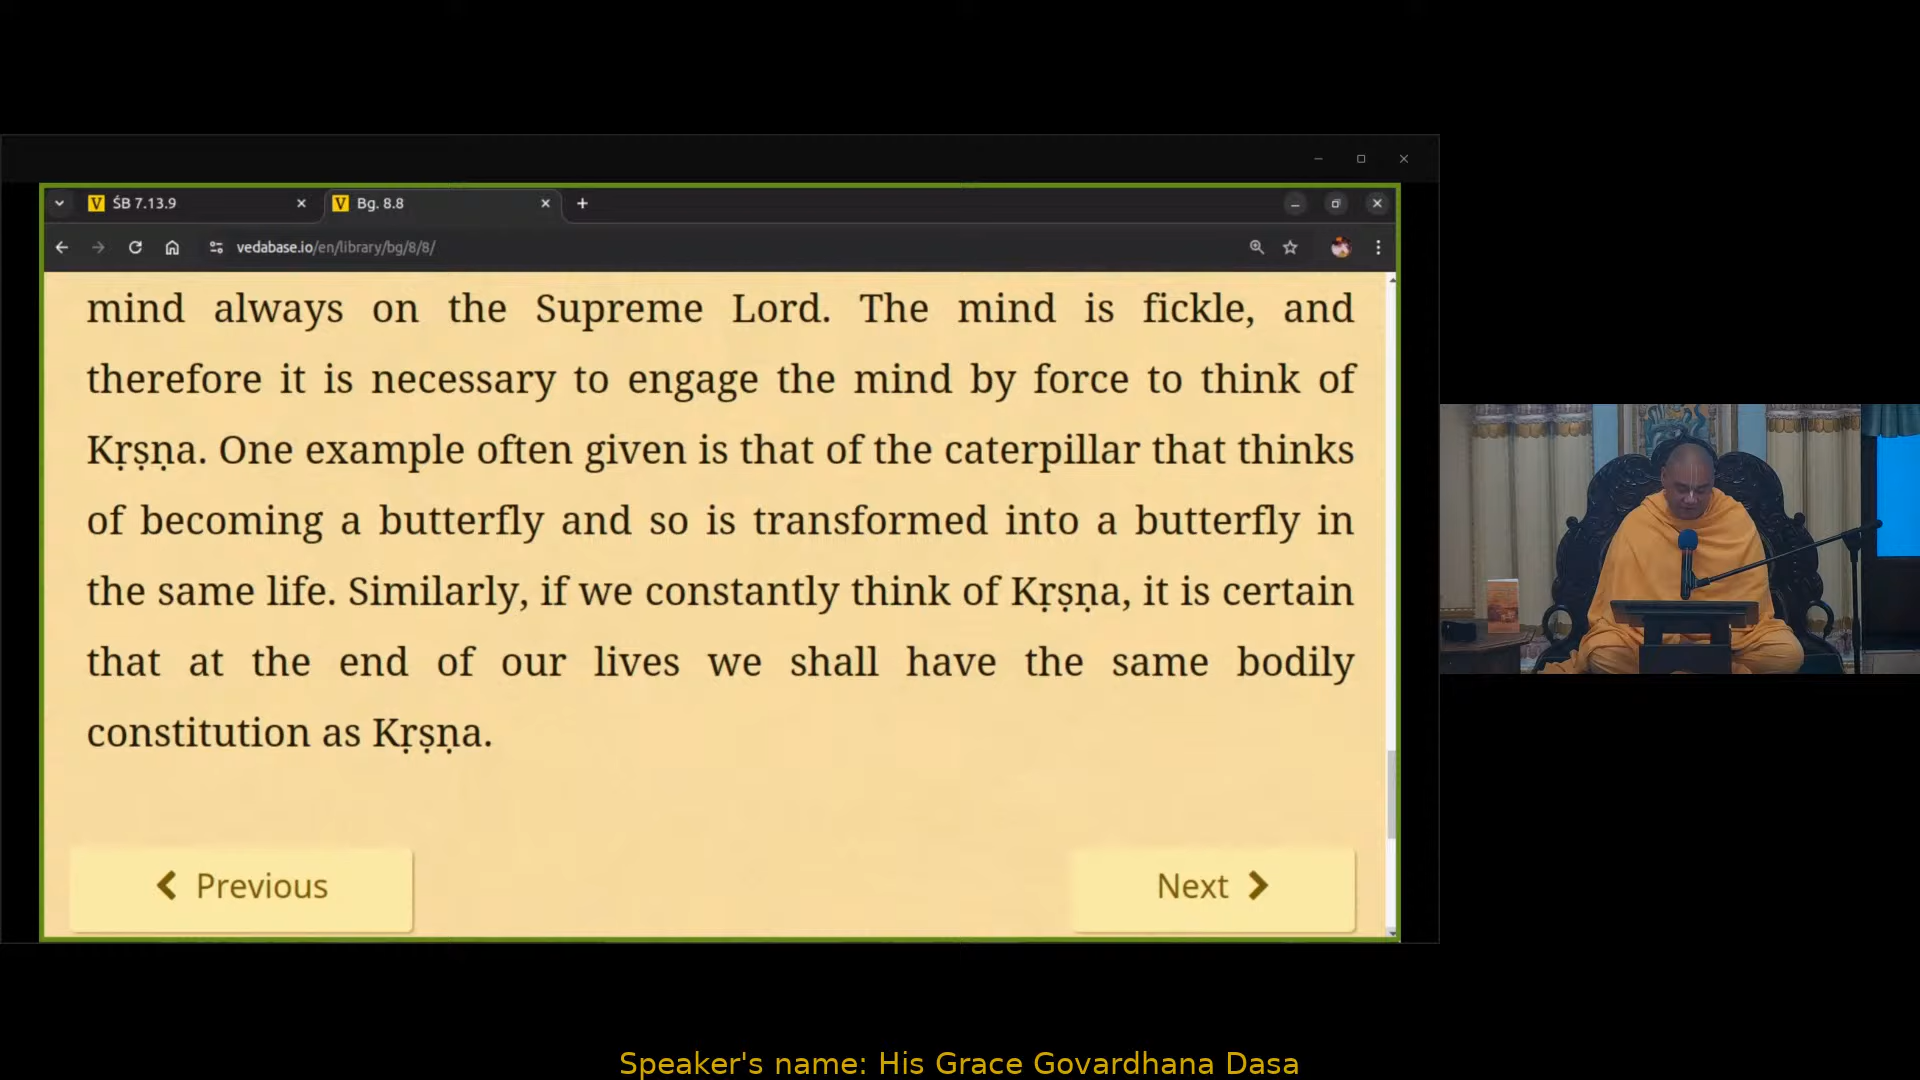 ŚB 7.13.9
Bg. 8.8
vedabase.io/en/library/bg/8/8/
mind always on the Supreme Lord. The mind is fickle, and
therefore it is necessary to engage the mind by force to think of
Kṛṣṇa. One example often given is that of the caterpillar that thinks
of becoming a butterfly and so is transformed into a butterfly in
the same life. Similarly, if we constantly think of Kṛṣṇa, it is certain
that at the end of our lives we shall have the same bodily
constitution as Kṛṣṇa.
Previous
Next
Speaker's name: His Grace Govardhana Dasa